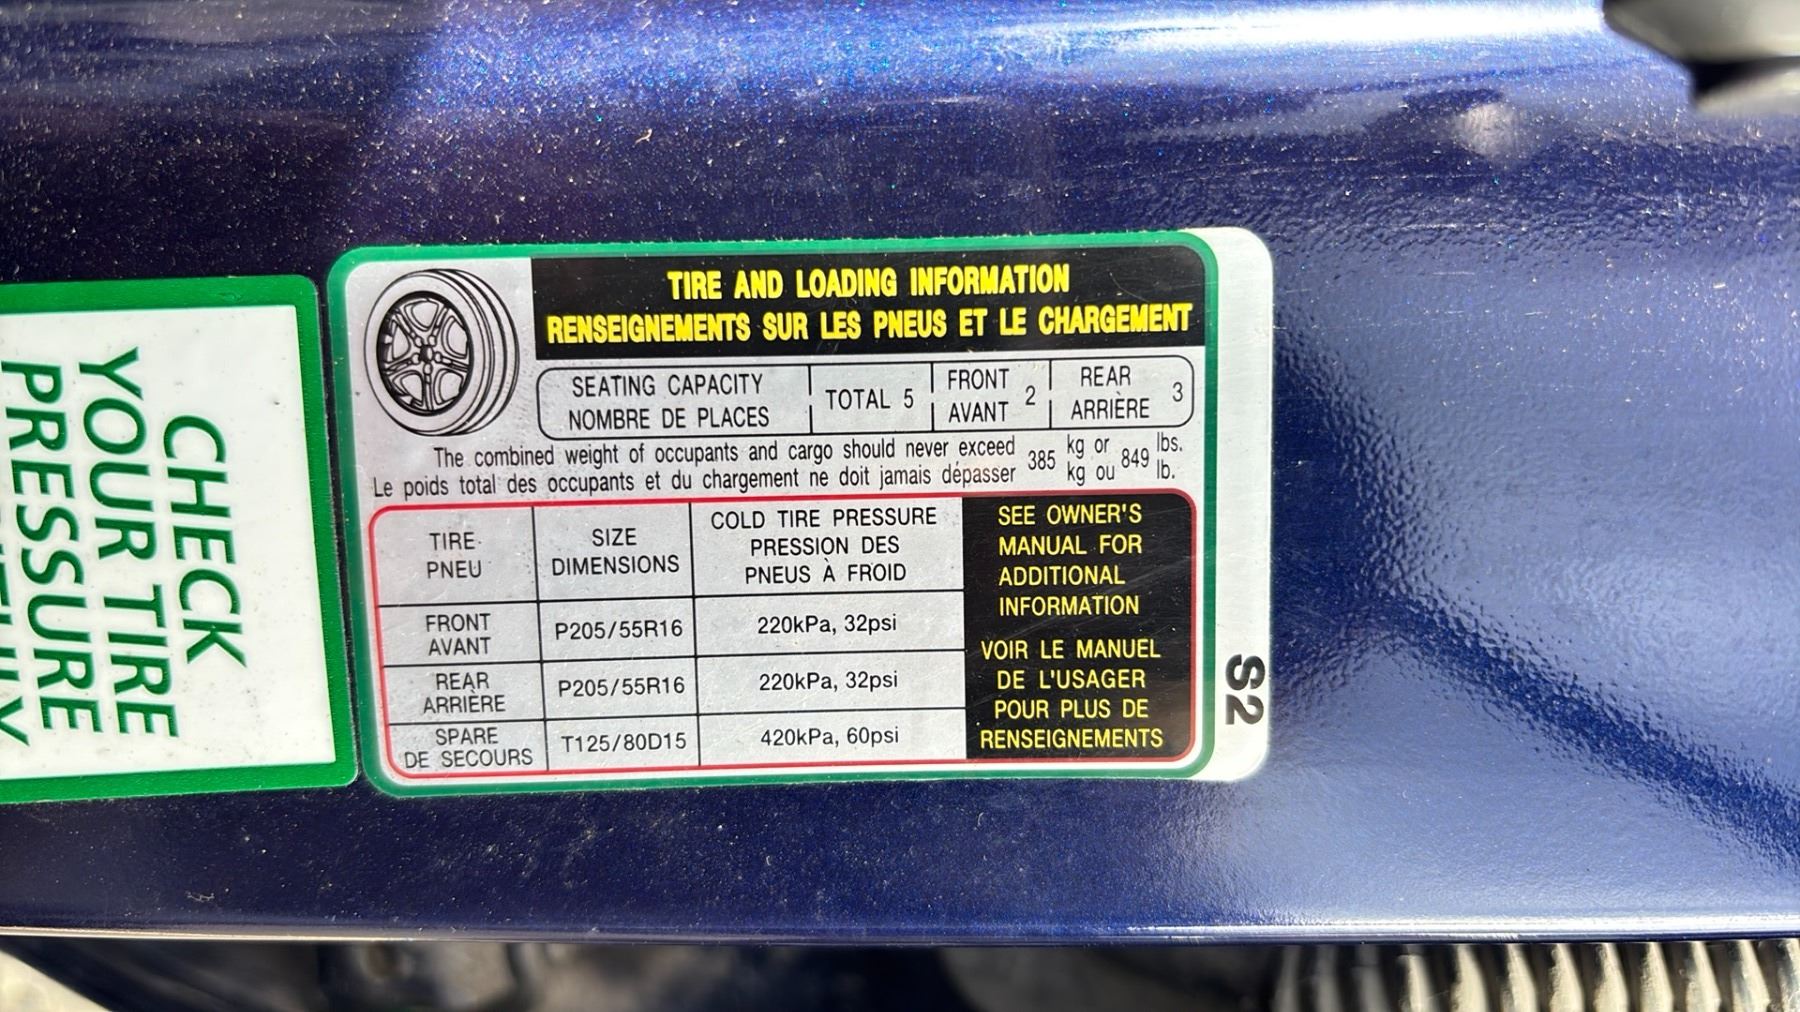 CHECK
YOUR TIRE
PRESSURE
TIRE AND LOADING INFORMATION
RENSEIGNEMENTS SUR LES PNEUS ET LE CHARGEMENT
SEATING CAPACITY
NOMBRE DE PLACES
TOTAL 5
FRONT
AVANT
2
REAR
ARRIÈRE
3
The combined weight of occupants and cargo should never exceed 385 kg or 849 lbs.
Le poids total des occupants et du chargement ne doit jamais dépasser kg ou lb.
TIRE
PNEU
SIZE
DIMENSIONS
COLD TIRE PRESSURE
PRESSION DES
PNEUS À FROID
FRONT
AVANT
P205/55R16
220kPa, 32psi
REAR
ARRIÈRE
P205/55R16
220kPa, 32psi
SPARE
DE SECOURS
T125/80D15
420kPa, 60psi
SEE OWNER'S
MANUAL FOR
ADDITIONAL
INFORMATION
VOIR LE MANUEL
DE L'USAGER
POUR PLUS DE
RENSEIGNEMENTS
S2